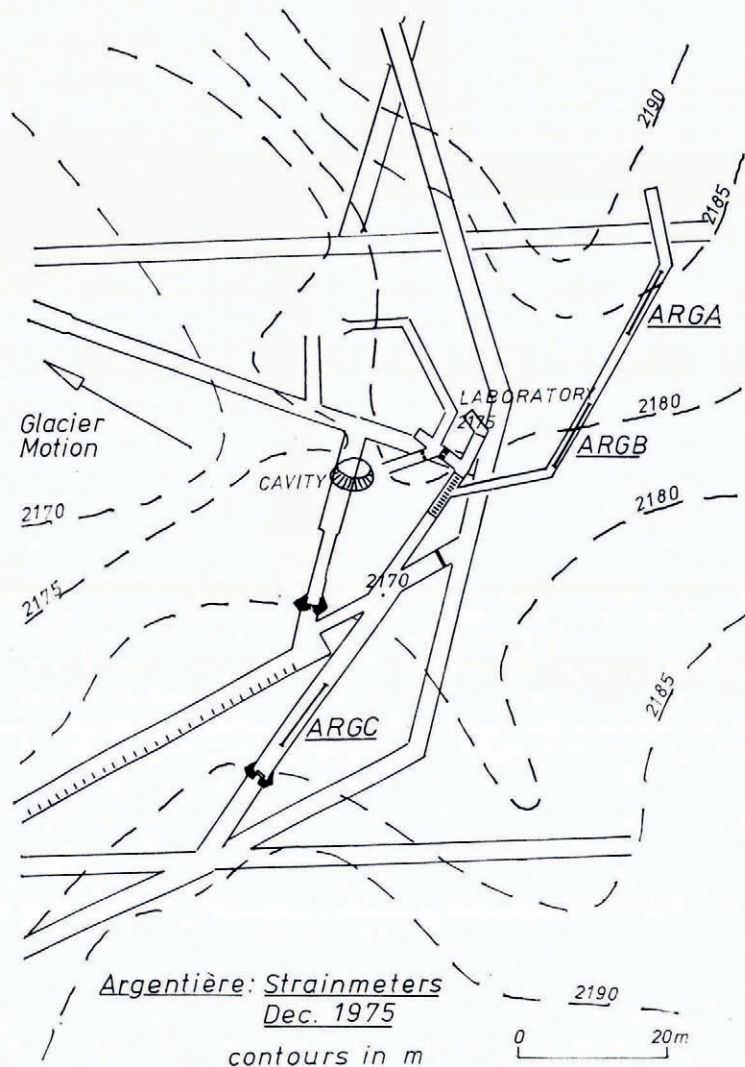 2190
2185
ARGA
LABORATORY
2175
2180
ARGB
Glacier
Motion
CAVITY
2170
2180
2175
2170
2185
ARGC
Argentière: Strainmeters
Dec. 1975
contours in m
2190
0 20m